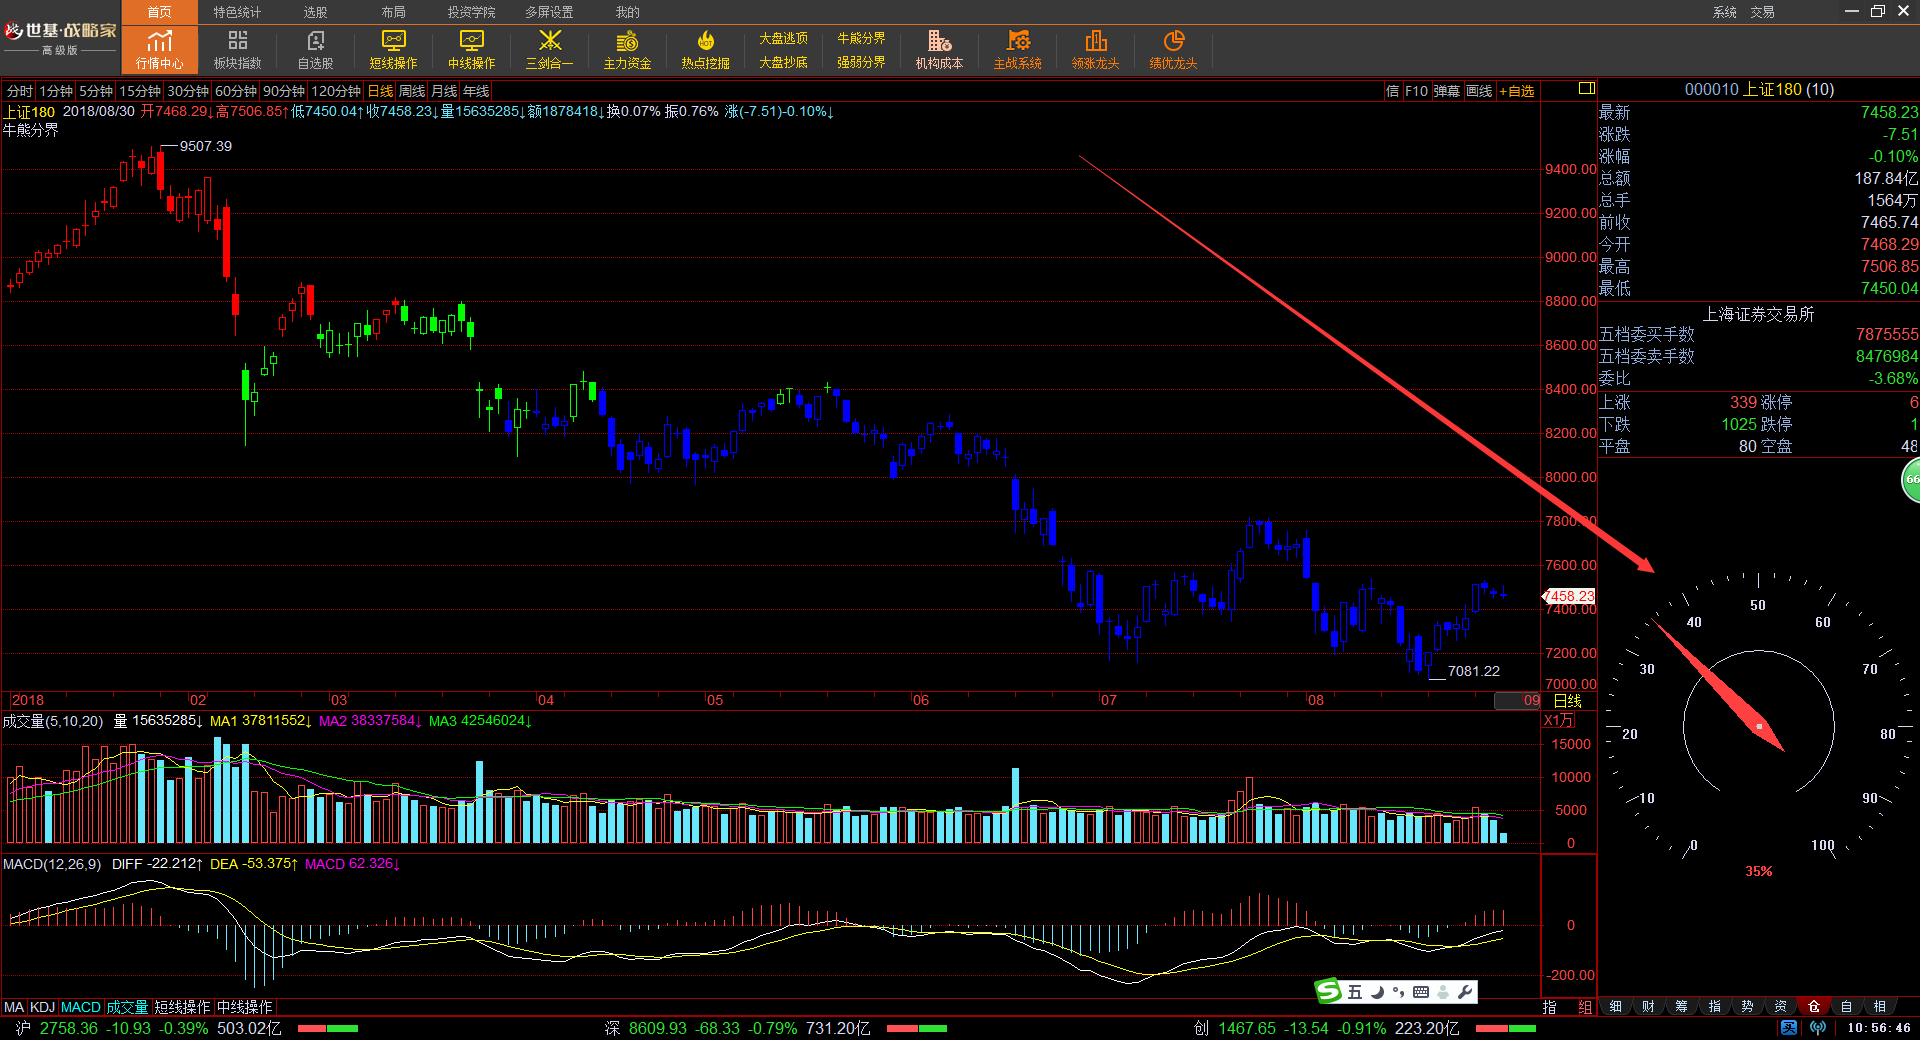 世基·战略家
高级版
首页 特色统计 选股 布局 投资学院 多屏设置 我的 系统 交易
行情中心 板块指数 自选股 短线操作 中线操作 三剑合一 主力资金 热点挖掘 大盘逃顶 牛熊分界 机构成本 主战系统 领涨龙头 绩优龙头
HOT
大盘抄底 强弱分界
分时 1分钟 5分钟 15分钟 30分钟 60分钟 90分钟 120分钟 日线 周线 月线 年线 信 F10 弹幕 画线 +自选
上证180 2018/08/30 开7468.29↓高7506.85↑低7450.04↑收7458.23↓量15635285↓额1878418↓换0.07% 振0.76% 涨(-7.51)-0.10%↓
牛熊分界
9507.39
9400.00
9200.00
9000.00
8800.00
8600.00
8400.00
8200.00
8000.00
7800.00
7600.00
7458.23
7400.00
7200.00
7081.22
7000.00
2018 02 03 04 05 06 07 08 09 日线
成交量(5,10,20) 量 15635285↓ MA1 37811552↓ MA2 38337584↓ MA3 42546024↓ X1万
15000
10000
5000
0
MACD(12,26,9) DIFF -22.212↑ DEA -53.375↑ MACD 62.326↓
0
-200.00
MA KDJ MACD 成交量 短线操作 中线操作 指 组
五
000010 上证180 (10)
最新 7458.23
涨跌 -7.51
涨幅 -0.10%
总额 187.84亿
总手 1564万
前收 7465.74
今开 7468.29
最高 7506.85
最低 7450.04
上海证券交易所
五档委买手数 7875555
五档委卖手数 8476984
委比 -3.68%
上涨 339 涨停 6
下跌 1025 跌停 1
平盘 80 空盘 48
66
0
10
20
30
40
50
60
70
80
90
100
35%
细 财 筹 指 势 资 仓 自 相
沪 2758.36 -10.93 -0.39% 503.02亿 深 8609.93 -68.33 -0.79% 731.20亿 创 1467.65 -13.54 -0.91% 223.20亿 买 10:56:46